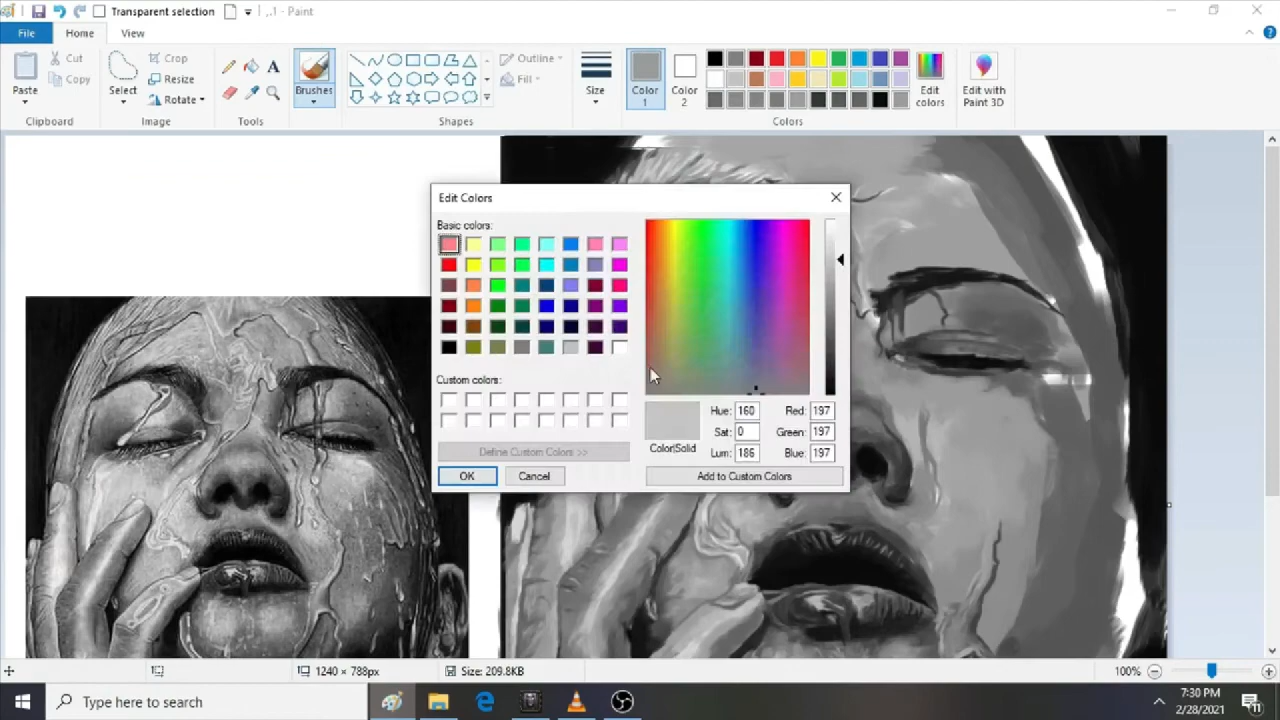 Transparent selection
,.1 - Paint
File
Home
View
Paste
Cut
Copy
Clipboard
Select
Crop
Resize
Rotate
Image
Tools
Brushes
Shapes
Outline
Fill
Size
Color 1
Color 2
Edit colors
Colors
Edit with Paint 3D
Edit Colors
Basic colors:
Custom colors:
Define Custom Colors >>
OK
Cancel
Color|Solid
Hue: 160
Sat: 0
Lum: 186
Red: 197
Green: 197
Blue: 197
Add to Custom Colors
1240 × 788px
Size: 209.8KB
100%
Type here to search
7:30 PM
2/28/2021